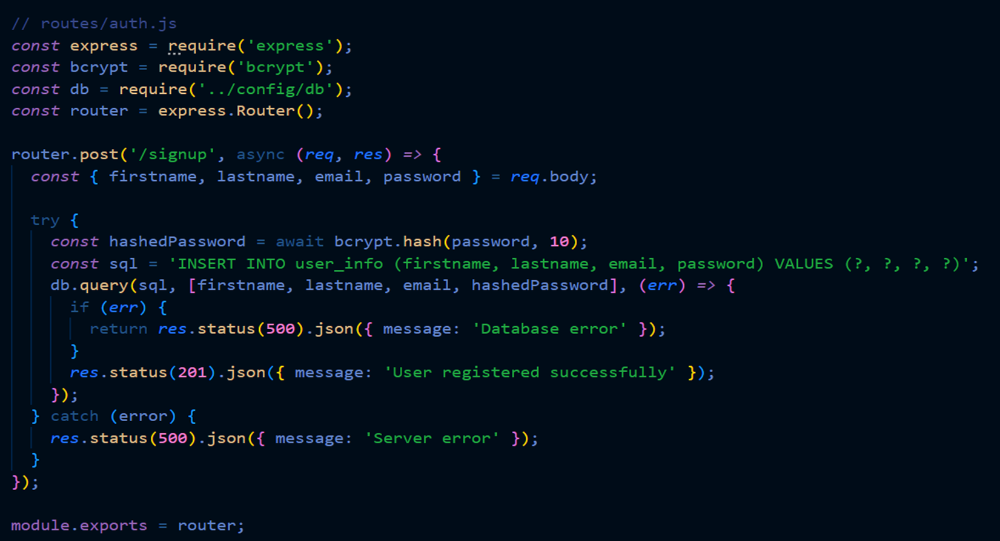 // routes/auth.js
const express = require('express');
const bcrypt = require('bcrypt');
const db = require('../config/db');
const router = express.Router();

router.post('/signup', async (req, res) => {
  const { firstname, lastname, email, password } = req.body;

  try {
    const hashedPassword = await bcrypt.hash(password, 10);
    const sql = 'INSERT INTO user_info (firstname, lastname, email, password) VALUES (?, ?, ?, ?)';
    db.query(sql, [firstname, lastname, email, hashedPassword], (err) => {
      if (err) {
        return res.status(500).json({ message: 'Database error' });
      }
      res.status(201).json({ message: 'User registered successfully' });
    });
  } catch (error) {
    res.status(500).json({ message: 'Server error' });
  }
});

module.exports = router;